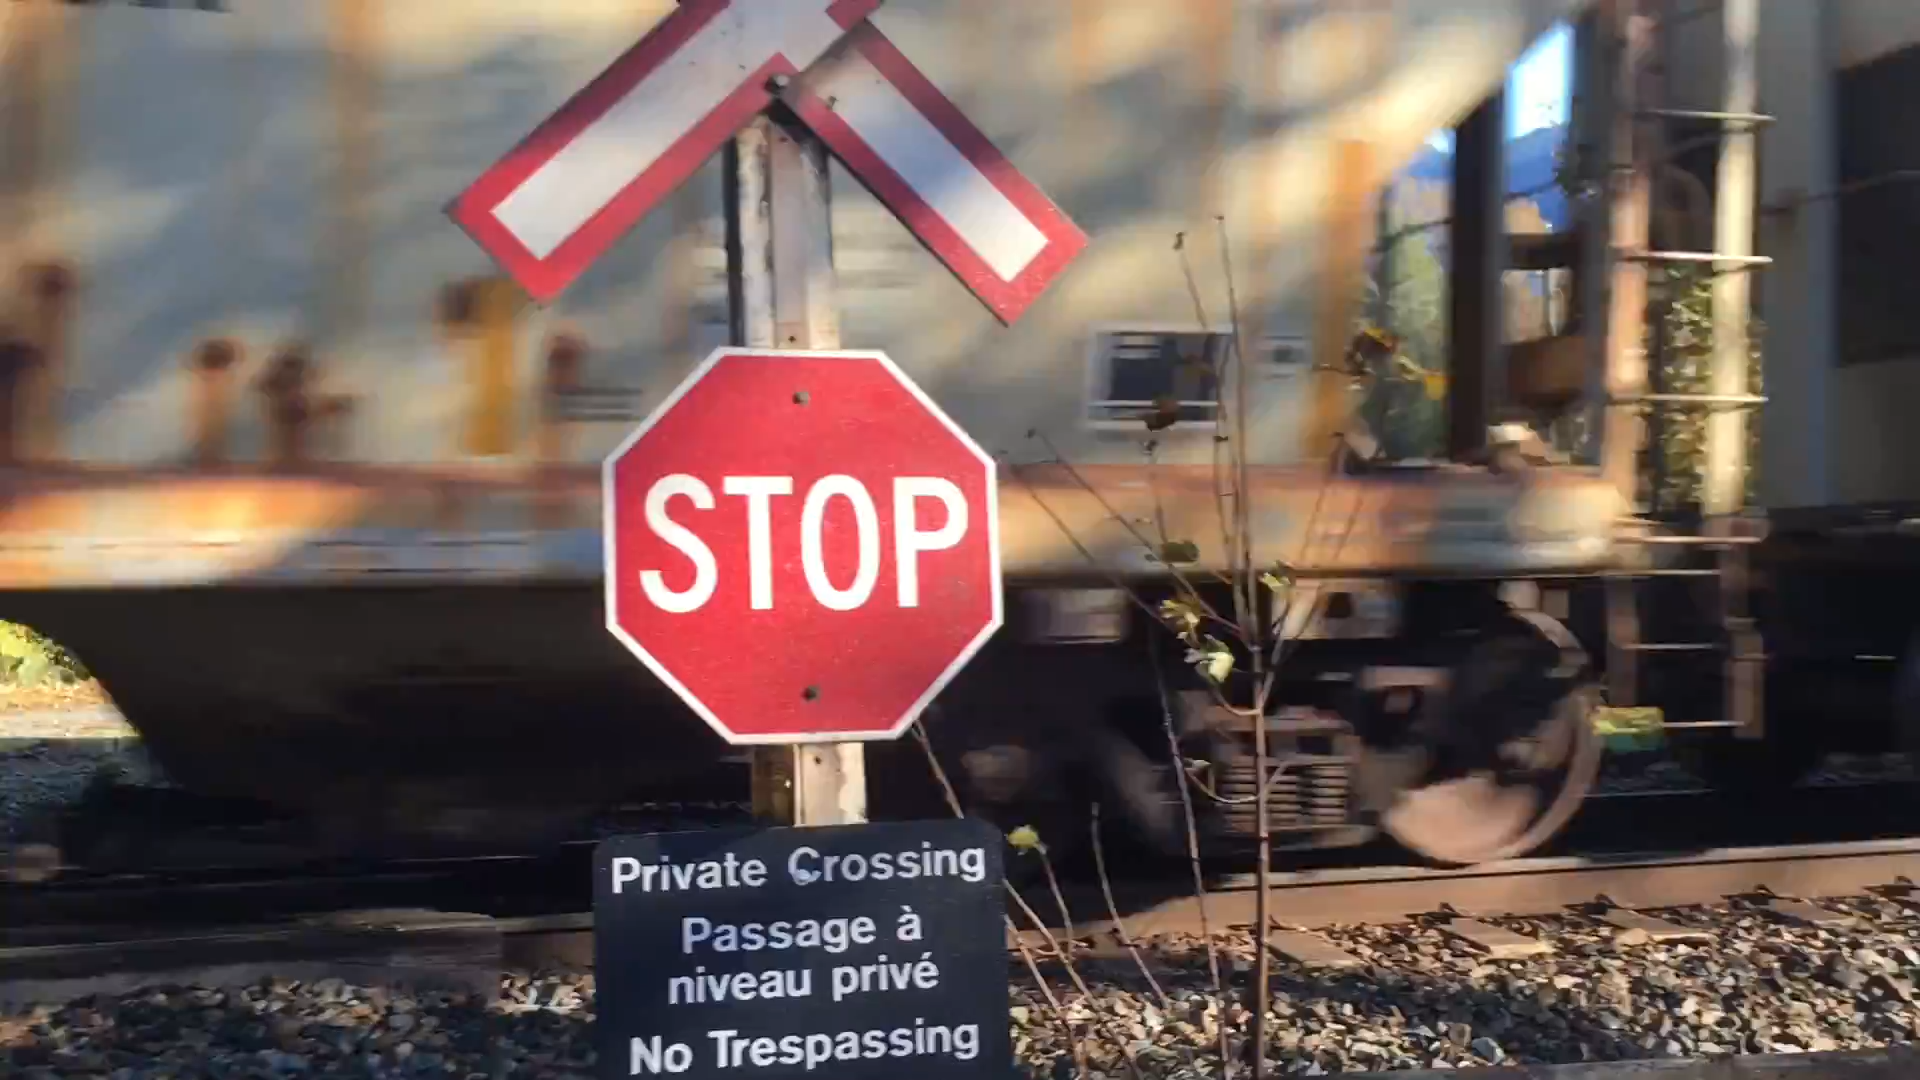 STOP
Private Crossing
Passage à
niveau privé
No Trespassing